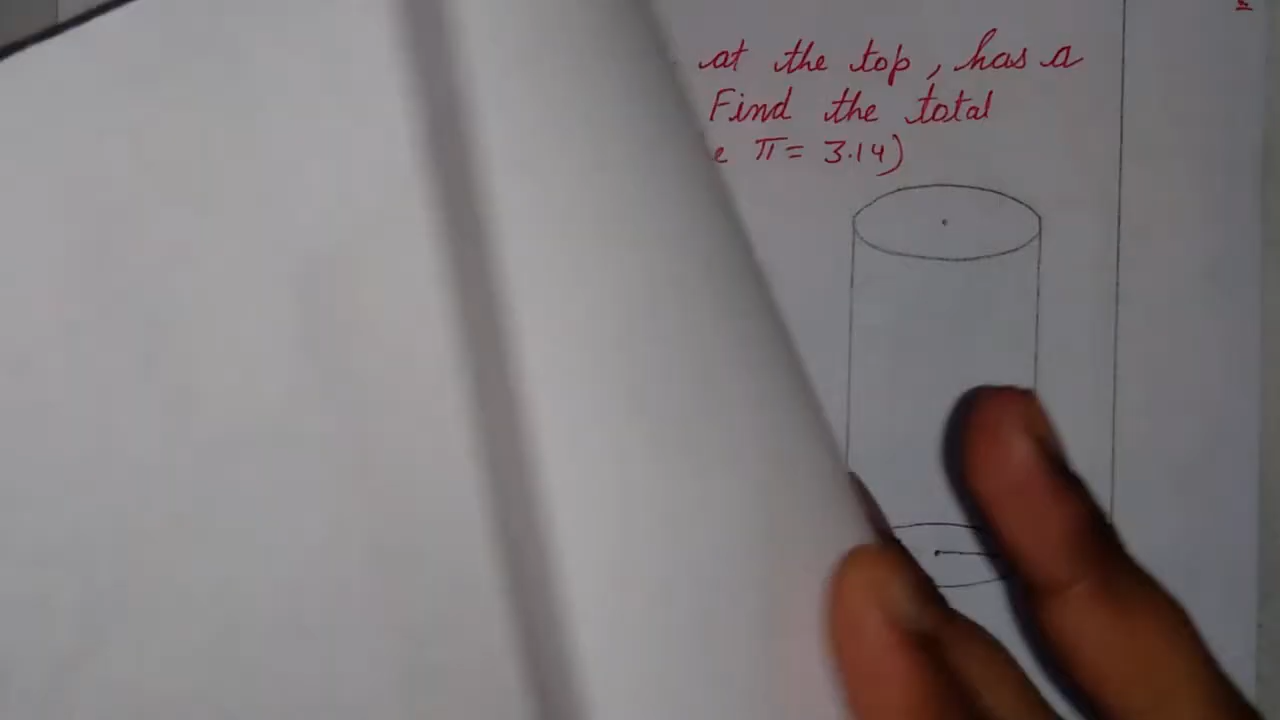 at the top, has a
Find the total
π = 3.14)